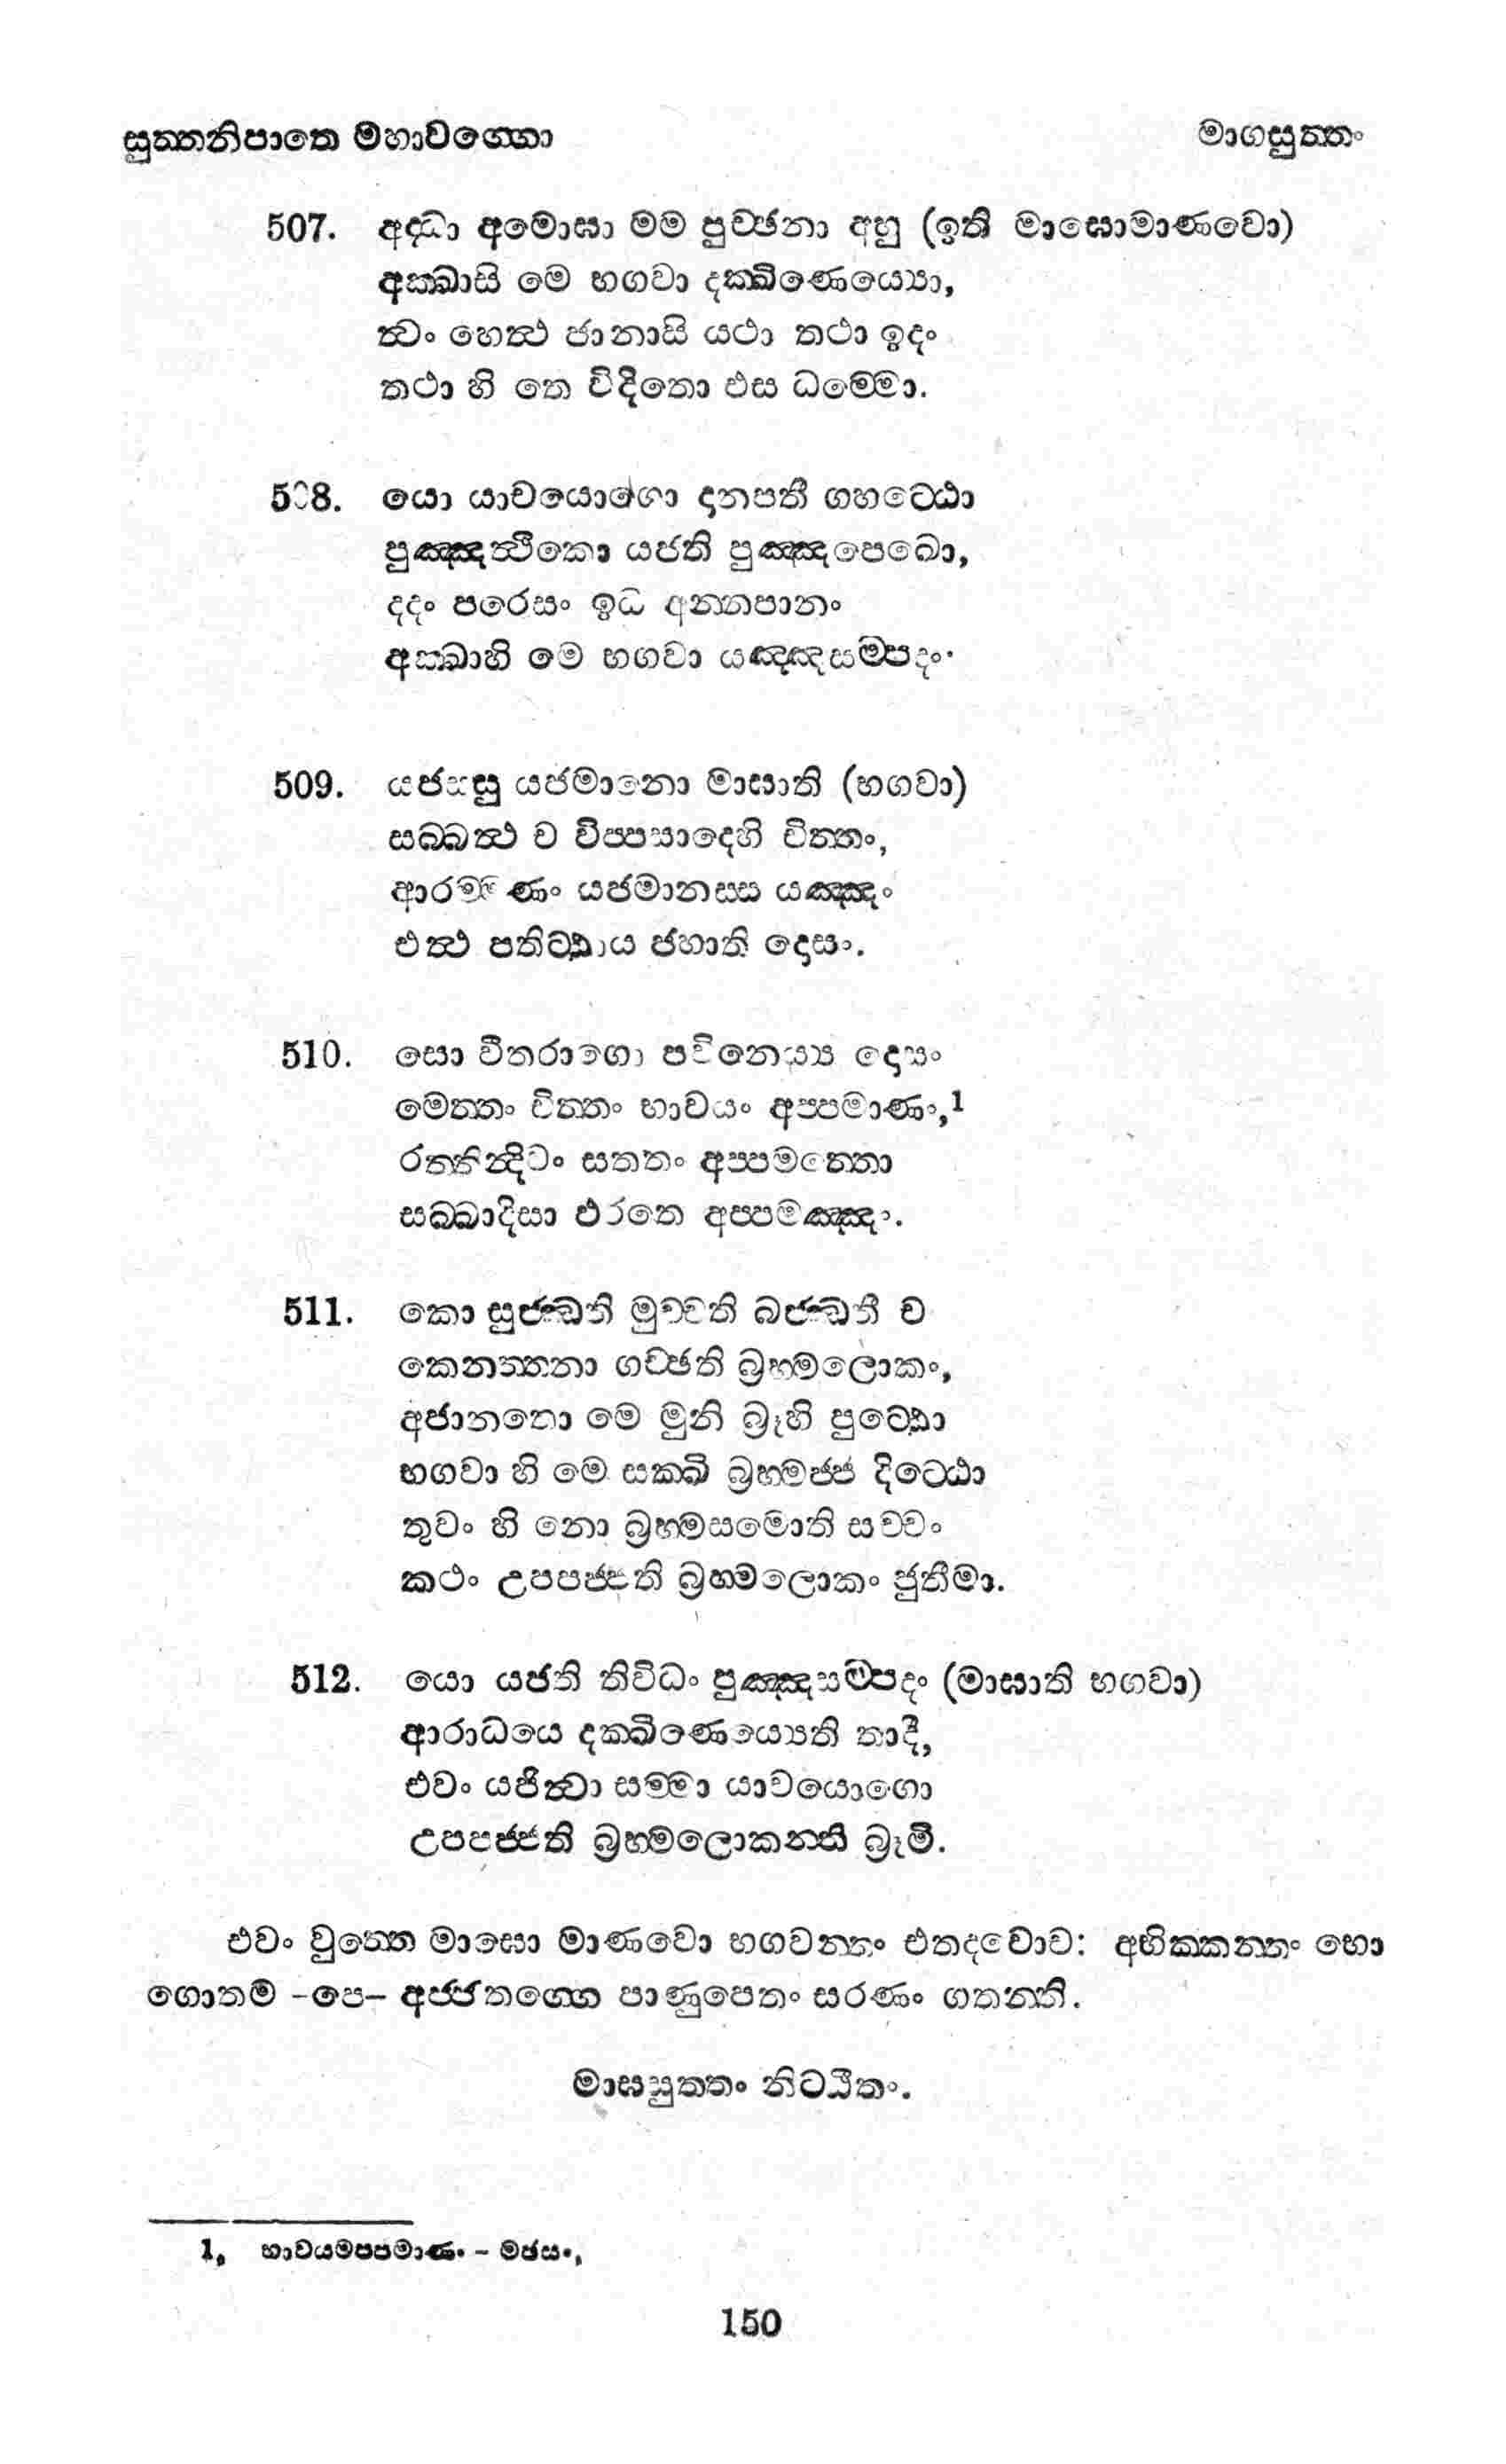 සුත්තනිපාතෙ මහාවග්ගො
මාගසුත්තං
507. අද්ධා අමොඝා මම පුච්ඡනා අහු (ඉති මාඝොමාණවො)
අක්ඛාසි මෙ භගවා දක්ඛිණෙය්‍යො,
ත්‍වං හෙත්‍ථ ජානාසි යථා තථා ඉදං
තථා හි තෙ විදිතො එස ධම්මො.
508. යො යාචයොගො දානපතී ගහට්ඨො
පුඤ්ඤත්‍ථිකො යජති පුඤ්ඤපෙඛො,
දදං පරෙසං ඉධ අන්නපානං
අක්ඛාහි මෙ භගවා යඤ්ඤසම්පදං.
509. යජස්සු යජමානො මාඝාති (භගවා)
සබ්බත්‍ථ ච විප්පසාදෙහි චිත්තං,
ආරම්මණං යජමානස්ස යඤ්ඤං
එත්‍ථ පතිට්ඨාය ජහාති දොසං.
510. සො වීතරාගො පවිනෙය්‍ය දොසං
මෙත්තං චිත්තං භාවයං අප්පමාණං,1
රත්තින්දිවං සතතං අප්පමත්තො
සබ්බාදිසා ඵරතෙ අප්පමඤ්ඤං.
511. කො සුජ්ඣති මුච්චති බජ්ඣතී ච
කෙනත්තනා ගච්ඡති බ්‍රහ්මලොකං,
අජානතො මෙ මුනි බ්‍රූහි පුට්ඨො
භගවා හි මෙ සක්ඛි බ්‍රහ්මජ්ජ දිට්ඨො
තුවං හි නො බ්‍රහ්මසමොති සච්චං
කථං උපපජ්ජති බ්‍රහ්මලොකං ජුතීමා.
512. යො යජති තිවිධං පුඤ්ඤසම්පදං (මාඝාති භගවා)
ආරාධයෙ දක්ඛිණෙය්‍යෙති තාදී,
එවං යජිත්‍වා සම්මා යාචයොගො
උපපජ්ජති බ්‍රහ්මලොකන්ති බ්‍රූමි.
එවං වුත්තෙ මාඝො මාණවො භගවන්තං එතදවොච: අභික්කන්තං භො
ගොතම -පෙ- අජ්ජතග්ගෙ පාණුපෙතං සරණං ගතන්ති.
මාඝසුත්තං නිට්ඨිතං.
1, භාවයමප්පමාණං - මඡසං,
150